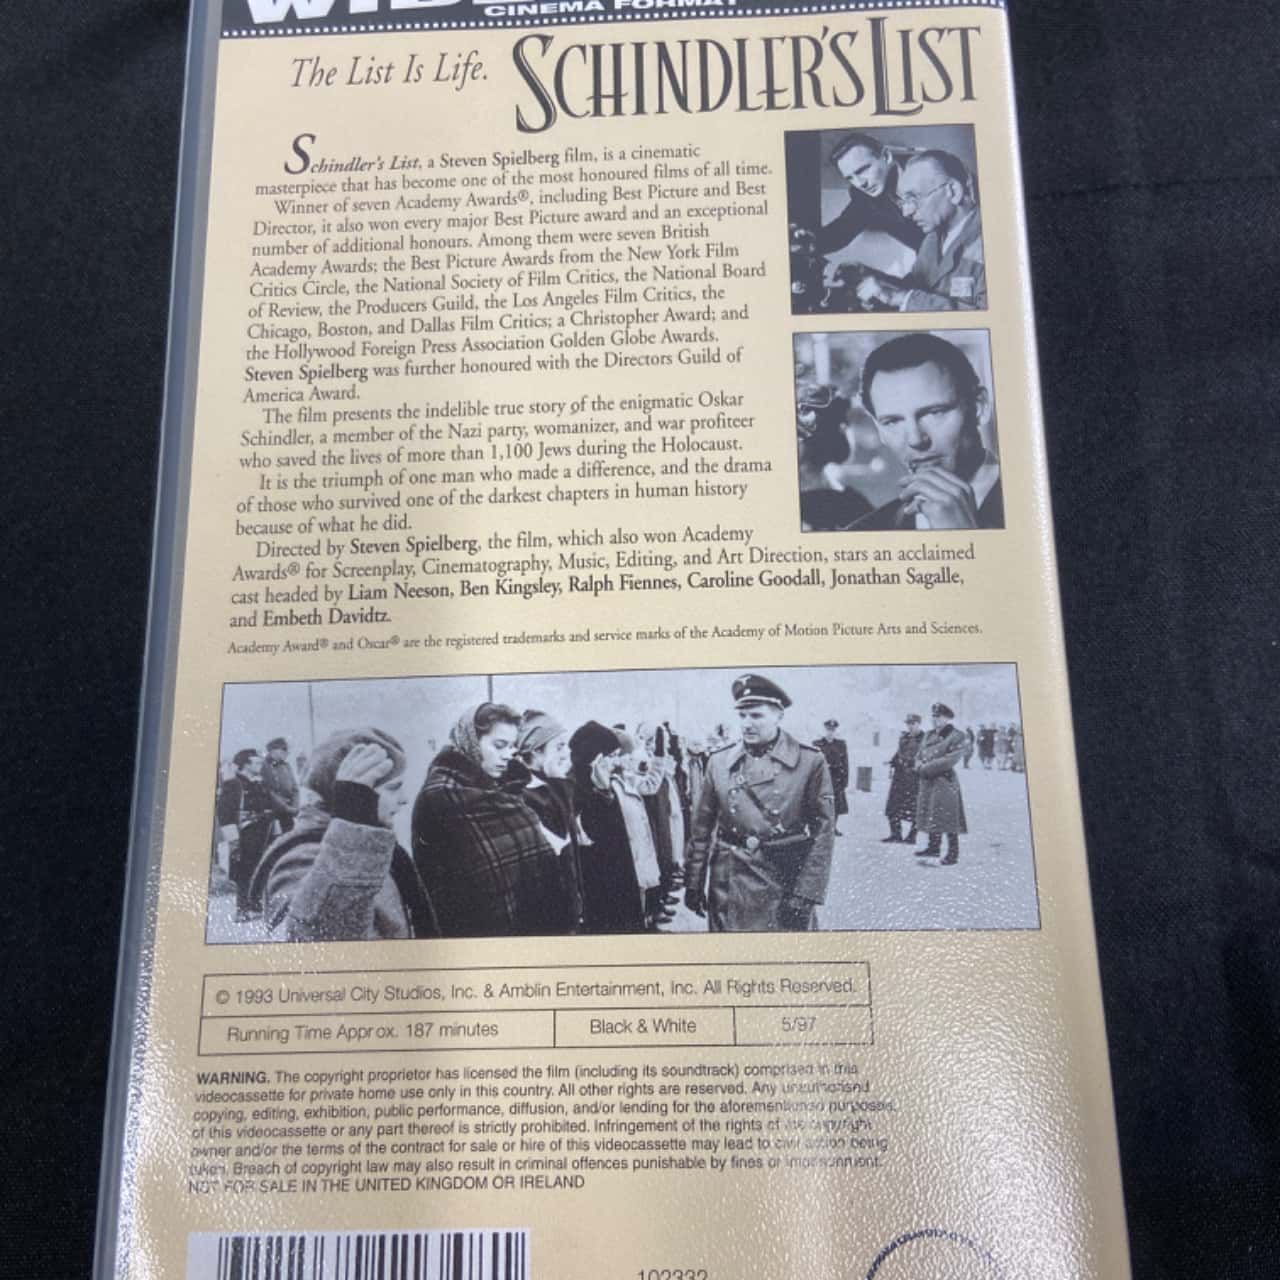 CINEMA FORMAT
The List Is Life.
SCHINDLER'S LIST
Schindler's List, a Steven Spielberg film, is a cinematic
masterpiece that has become one of the most honoured films of all time.
Winner of seven Academy Awards®, including Best Picture and Best
Director, it also won every major Best Picture award and an exceptional
number of additional honours. Among them were seven British
Academy Awards; the Best Picture Awards from the New York Film
Critics Circle, the National Society of Film Critics, the National Board
of Review, the Producers Guild, the Los Angeles Film Critics, the
Chicago, Boston, and Dallas Film Critics; a Christopher Award; and
the Hollywood Foreign Press Association Golden Globe Awards.
Steven Spielberg was further honoured with the Directors Guild of
America Award.
The film presents the indelible true story of the enigmatic Oskar
Schindler, a member of the Nazi party, womanizer, and war profiteer
who saved the lives of more than 1,100 Jews during the Holocaust.
It is the triumph of one man who made a difference, and the drama
of those who survived one of the darkest chapters in human history
because of what he did.
Directed by Steven Spielberg, the film, which also won Academy
Awards® for Screenplay, Cinematography, Music, Editing, and Art Direction, stars an acclaimed
cast headed by Liam Neeson, Ben Kingsley, Ralph Fiennes, Caroline Goodall, Jonathan Sagalle,
and Embeth Davidtz.
Academy Award® and Oscar® are the registered trademarks and service marks of the Academy of Motion Picture Arts and Sciences.
© 1993 Universal City Studios, Inc. & Amblin Entertainment, Inc. All Rights Reserved.
Running Time Approx. 187 minutes Black & White 5/97
WARNING. The copyright proprietor has licensed the film (including its soundtrack) comprised in this
videocassette for private home use only in this country. All other rights are reserved. Any unauthorised
copying, editing, exhibition, public performance, diffusion, and/or lending for the aforementioned purposes,
of this videocassette or any part thereof is strictly prohibited. Infringement of the rights of the copyright
owner and/or the terms of the contract for sale or hire of this videocassette may lead to civil action being
taken. Breach of copyright law may also result in criminal offences punishable by fines or imprisonment.
NOT FOR SALE IN THE UNITED KINGDOM OR IRELAND
102332